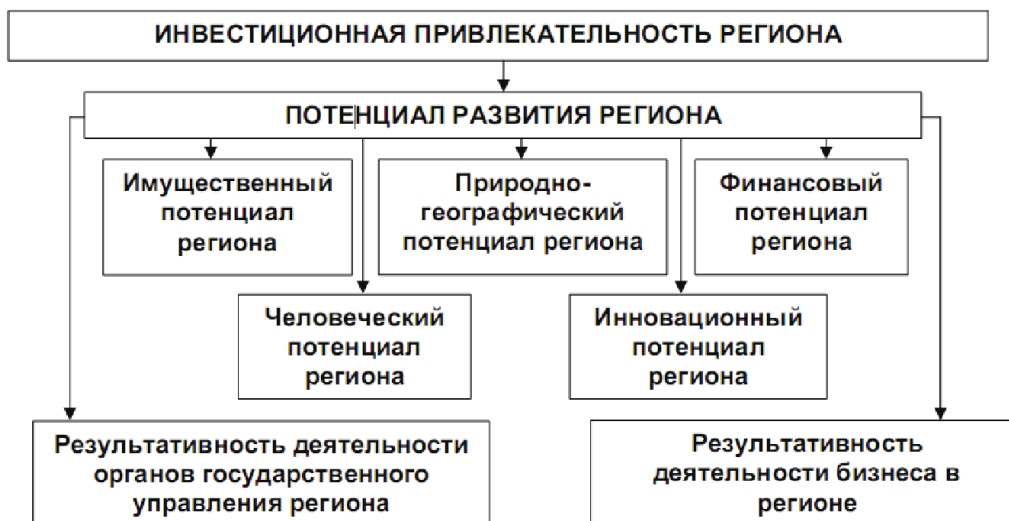 ИНВЕСТИЦИОННАЯ ПРИВЛЕКАТЕЛЬНОСТЬ РЕГИОНА
ПОТЕНЦИАЛ РАЗВИТИЯ РЕГИОНА
Имущественный
потенциал
региона
Природно-
географический
потенциал региона
Финансовый
потенциал
региона
Человеческий
потенциал
региона
Инновационный
потенциал
региона
Результативность деятельности
органов государственного
управления региона
Результативность
деятельности бизнеса в
регионе